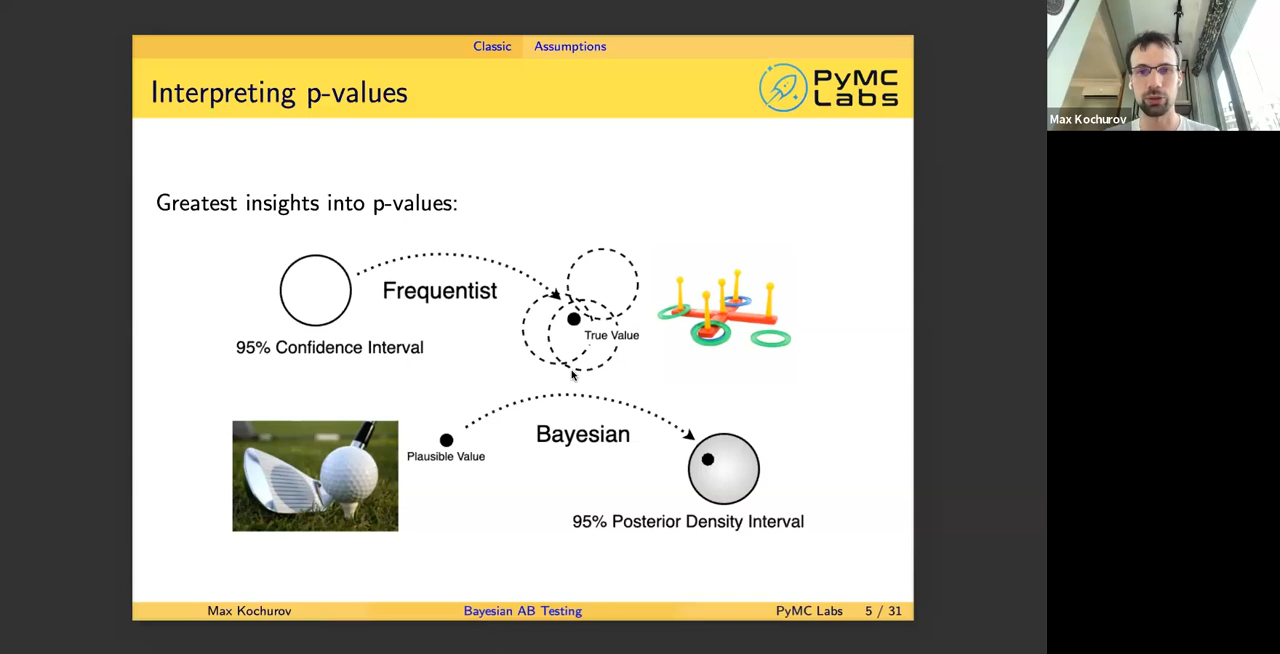 Classic Assumptions
Interpreting p-values
PyMC
Labs
Max Kochurov
Greatest insights into p-values:
Frequentist
True Value
95% Confidence Interval
Bayesian
Plausible Value
95% Posterior Density Interval
Max Kochurov Bayesian AB Testing PyMC Labs 5 / 31